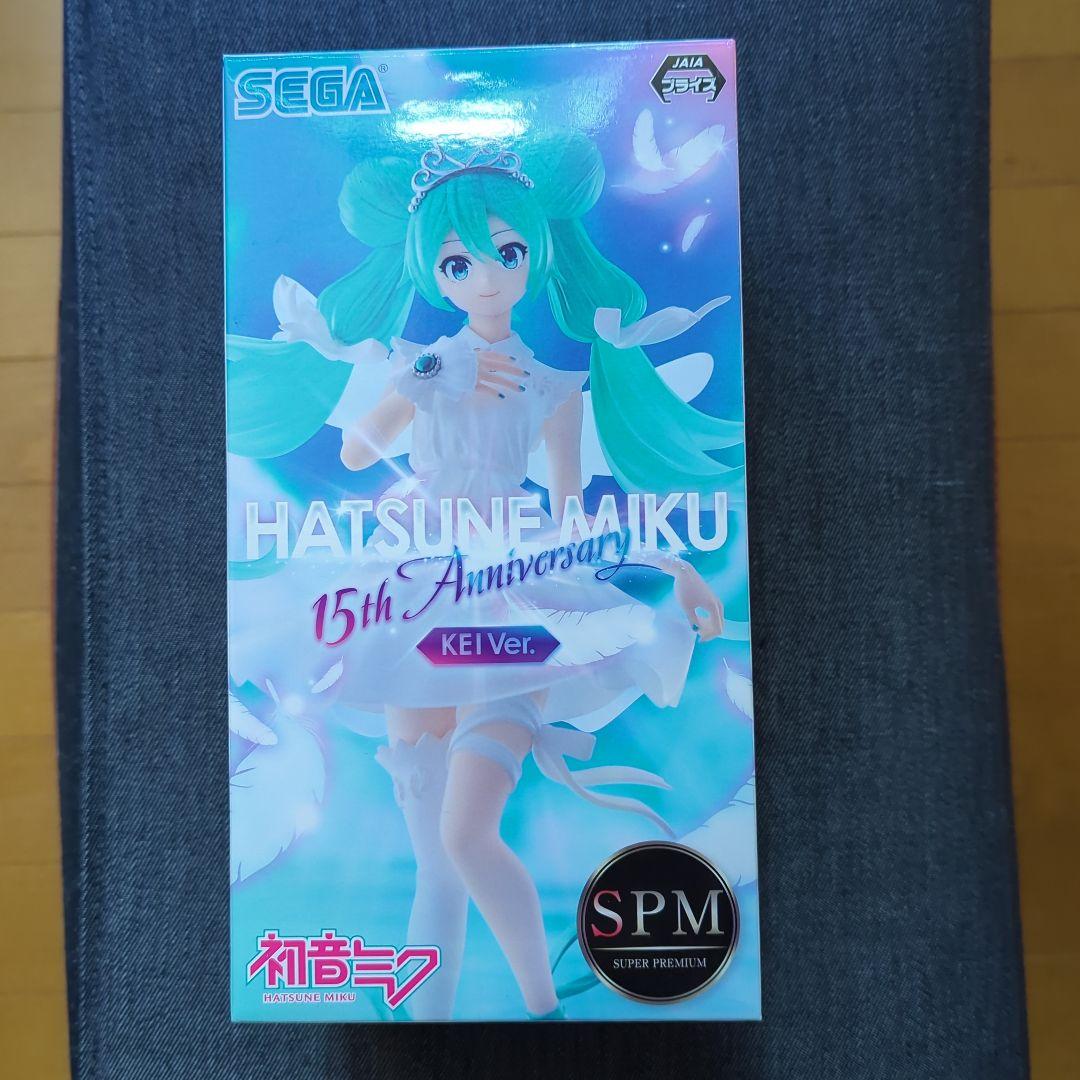 SEGA®
JAIA
プライズ
HATSUNE MIKU
15th Anniversary
KEI Ver.
初音ミク
HATSUNE MIKU
SPM
SUPER PREMIUM